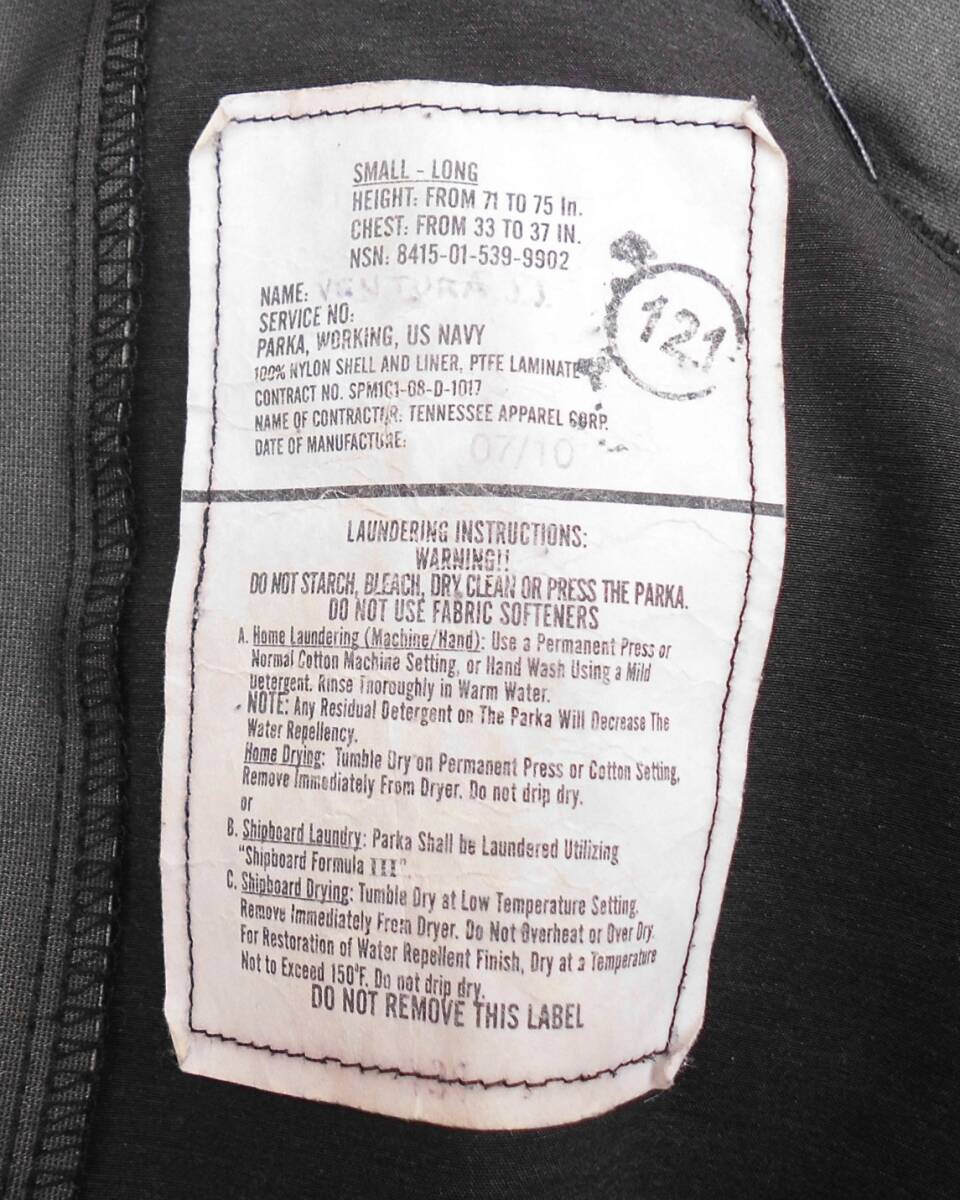 SMALL - LONG
HEIGHT: FROM 71 TO 75 In.
CHEST: FROM 33 TO 37 IN.
NSN: 8415-01-539-9902
121
NAME: VENTURA
SERVICE NO:
PARKA, WORKING, US NAVY
100% NYLON SHELL AND LINER, PTFE LAMINATE
CONTRACT NO. SPM1C1-08-D-1017
NAME OF CONTRACTOR: TENNESSEE APPAREL CORP.
DATE OF MANUFACTURE: 07/10
LAUNDERING INSTRUCTIONS:
WARNING!!
DO NOT STARCH, BLEACH, DRY CLEAN OR PRESS THE PARKA.
DO NOT USE FABRIC SOFTENERS
A. Home Laundering (Machine/Hand): Use a Permanent Press or
Normal Cotton Machine Setting, or Hand Wash Using a Mild
Detergent. Rinse Thoroughly in Warm Water.
NOTE: Any Residual Detergent on The Parka Will Decrease The
Water Repellency.
Home Drying: Tumble Dry on Permanent Press or Cotton Setting,
Remove Immediately From Dryer. Do not drip dry.
or
B. Shipboard Laundry: Parka Shall be Laundered Utilizing
"Shipboard Formula III"
C. Shipboard Drying: Tumble Dry at Low Temperature Setting.
Remove Immediately From Dryer. Do Not Overheat or Over Dry.
For Restoration of Water Repellent Finish, Dry at a Temperature
Not to Exceed 150°F. Do not drip dry.
DO NOT REMOVE THIS LABEL